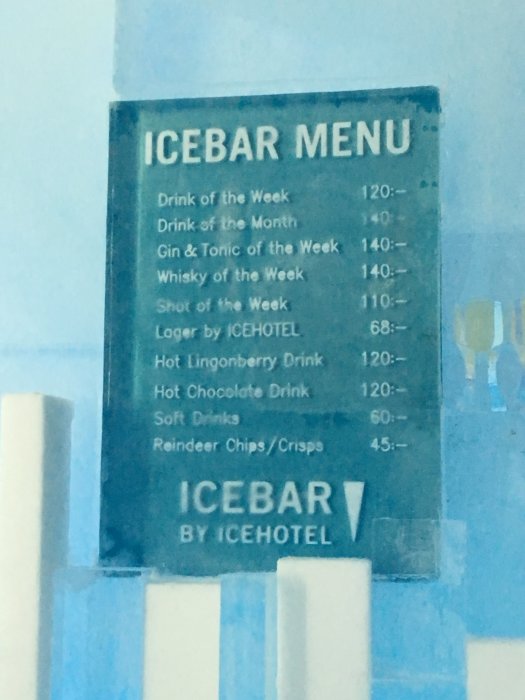 ICEBAR MENU
Drink of the Week 120:–
Drink of the Month 140:–
Gin & Tonic of the Week 140:–
Whisky of the Week 140:–
Shot of the Week 110:–
Lager by ICEHOTEL 68:–
Hot Lingonberry Drink 120:–
Hot Chocolate Drink 120:–
Soft Drinks 60:–
Reindeer Chips/Crisps 45:–
ICEBAR
BY ICEHOTEL